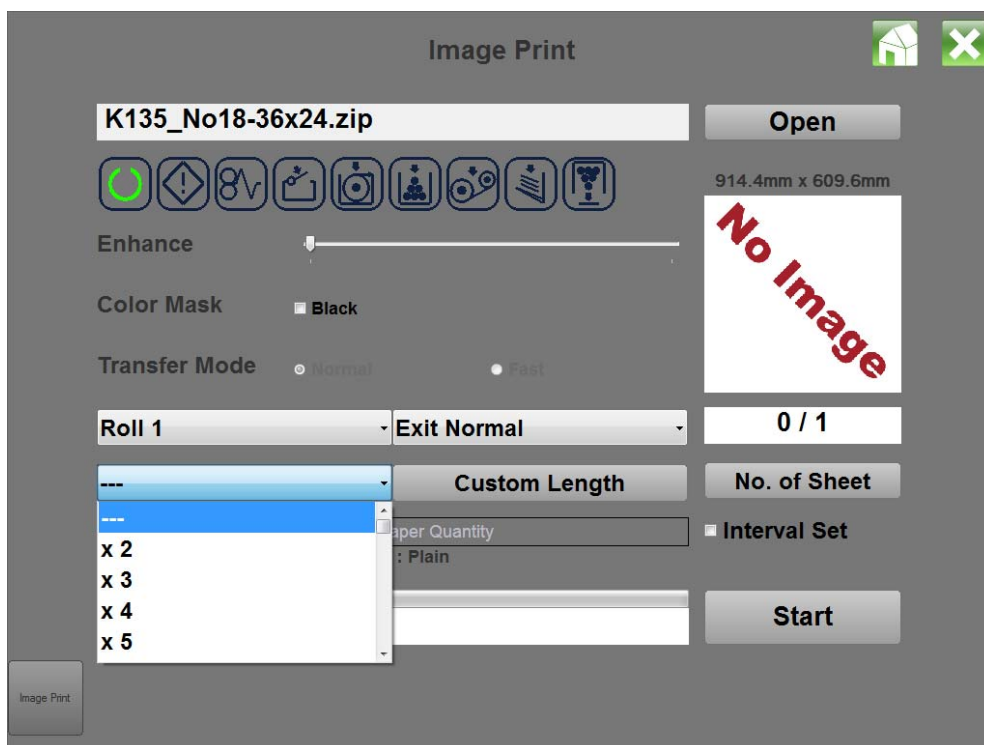 Image Print
K135_No18-36x24.zip
Open
914.4mm x 609.6mm
No Image
Enhance
Color Mask
Black
Transfer Mode
Normal
Fast
Roll 1
Exit Normal
0 / 1
---
Custom Length
No. of Sheet
---
x 2
x 3
x 4
x 5
aper Quantity
: Plain
Interval Set
Start
Image Print